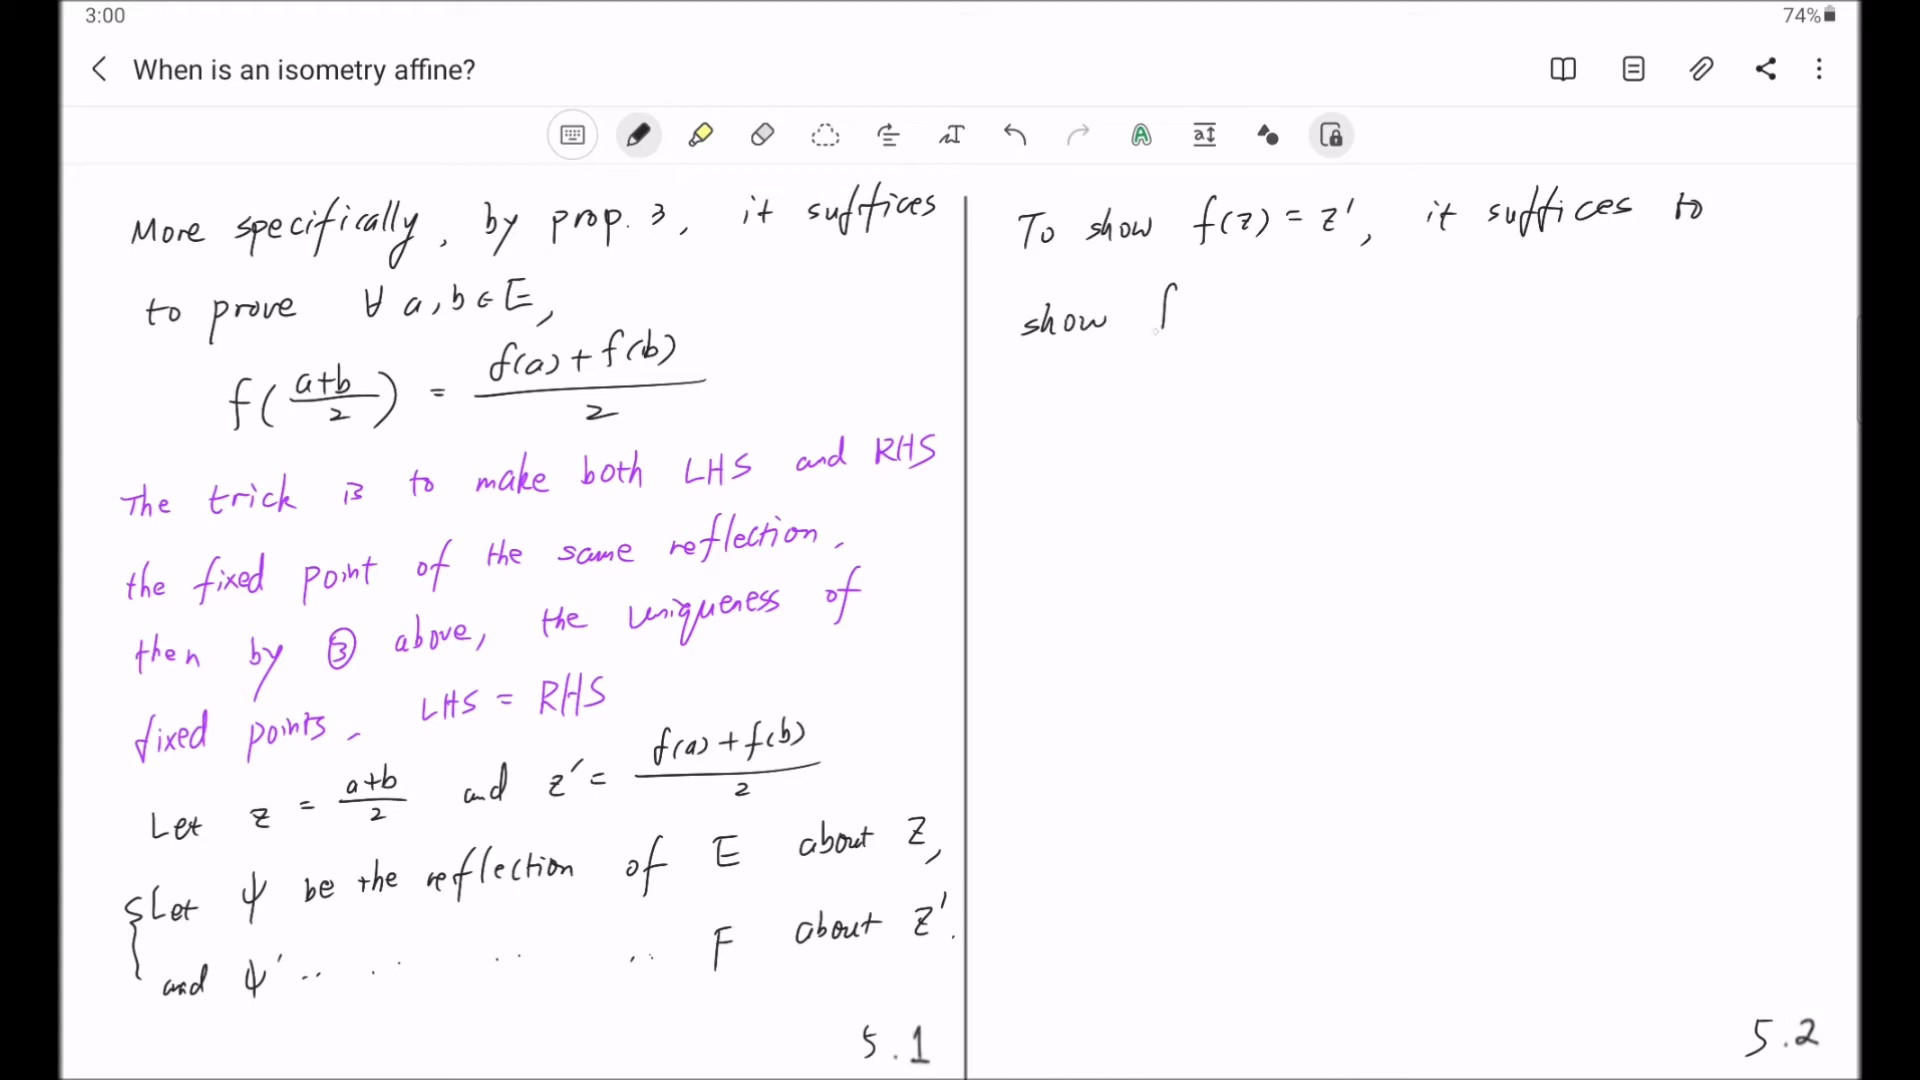 3:00
74%
When is an isometry affine?
More specifically, by prop. 3, it suffices
to prove ∀ a,b ∈ E,
f((a+b)/2) = (f(a)+f(b))/2
The trick is to make both LHS and RHS
the fixed point of the same reflection,
then by ③ above, the uniqueness of
fixed points, LHS = RHS
Let z = (a+b)/2 and z' = (f(a)+f(b))/2
Let ψ be the reflection of E about z,
and ψ' .. . .. .. F about z'.
5.1
To show f(z) = z', it suffices to
show
5.2